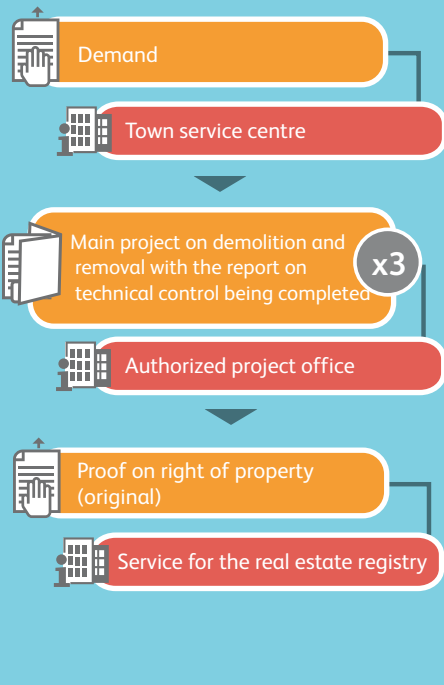 Demand
Town service centre
Main project on demolition and
removal with the report on
technical control being completed
x3
Authorized project office
Proof on right of property
(original)
Service for the real estate registry